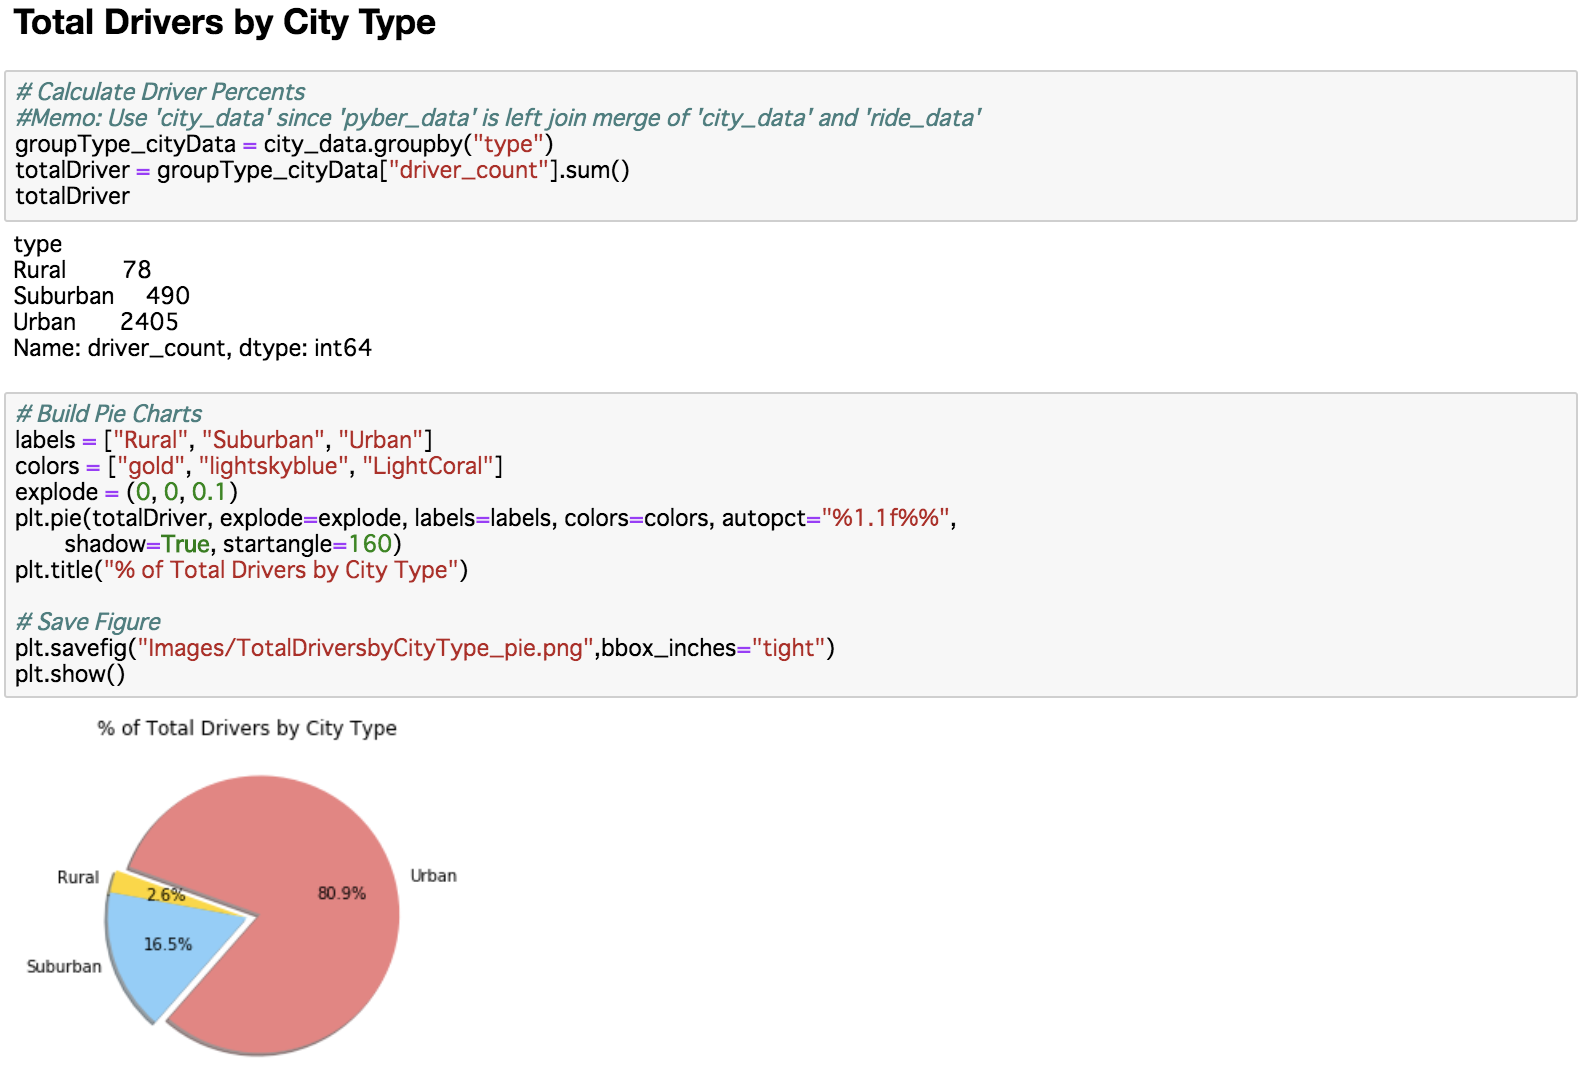 Total Drivers by City Type
# Calculate Driver Percents
#Memo: Use 'city_data' since 'pyber_data' is left join merge of 'city_data' and 'ride_data'
groupType_cityData = city_data.groupby("type")
totalDriver = groupType_cityData["driver_count"].sum()
totalDriver
type
Rural 78
Suburban 490
Urban 2405
Name: driver_count, dtype: int64
# Build Pie Charts
labels = ["Rural", "Suburban", "Urban"]
colors = ["gold", "lightskyblue", "LightCoral"]
explode = (0, 0, 0.1)
plt.pie(totalDriver, explode=explode, labels=labels, colors=colors, autopct="%1.1f%%",
shadow=True, startangle=160)
plt.title("% of Total Drivers by City Type")
# Save Figure
plt.savefig("Images/TotalDriversbyCityType_pie.png",bbox_inches="tight")
plt.show()
% of Total Drivers by City Type
Rural
2.6%
80.9%
Urban
16.5%
Suburban